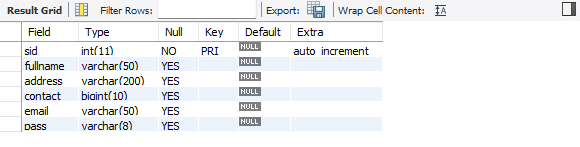 Result Grid Filter Rows: Export: Wrap Cell Content:
Field Type Null Key Default Extra
sid int(11) NO PRI NULL auto_increment
fullname varchar(50) YES NULL
address varchar(200) YES NULL
contact bigint(10) YES NULL
email varchar(50) YES NULL
pass varchar(8) YES NULL